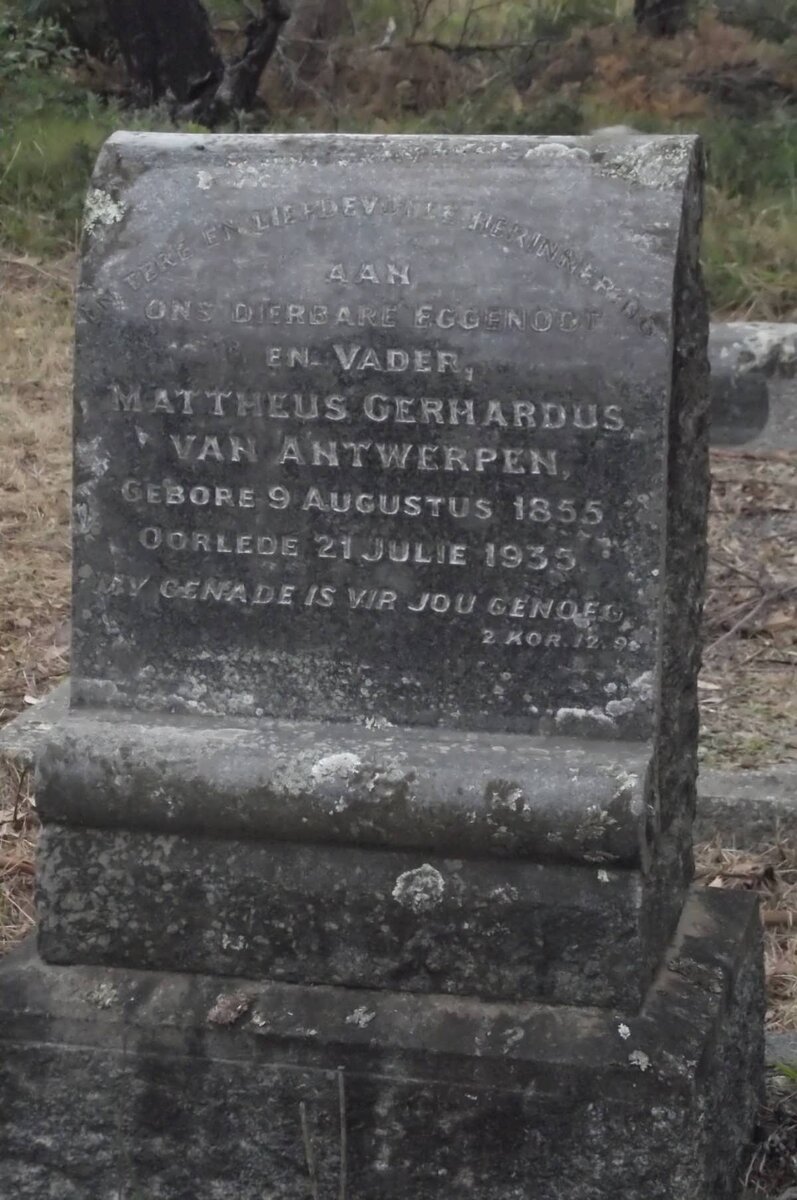 IN TERE EN LIEFDEVOLLE HERINNERING
AAN
ONS DIERBARE EGGENOOT
EN VADER,
MATTHEUS GERHARDUS
VAN ANTWERPEN,
GEBORE 9 AUGUSTUS 1855
OORLEDE 21 JULIE 1935
MY GENADE IS VIR JOU GENOEG,
2 KOR. 12. 9.